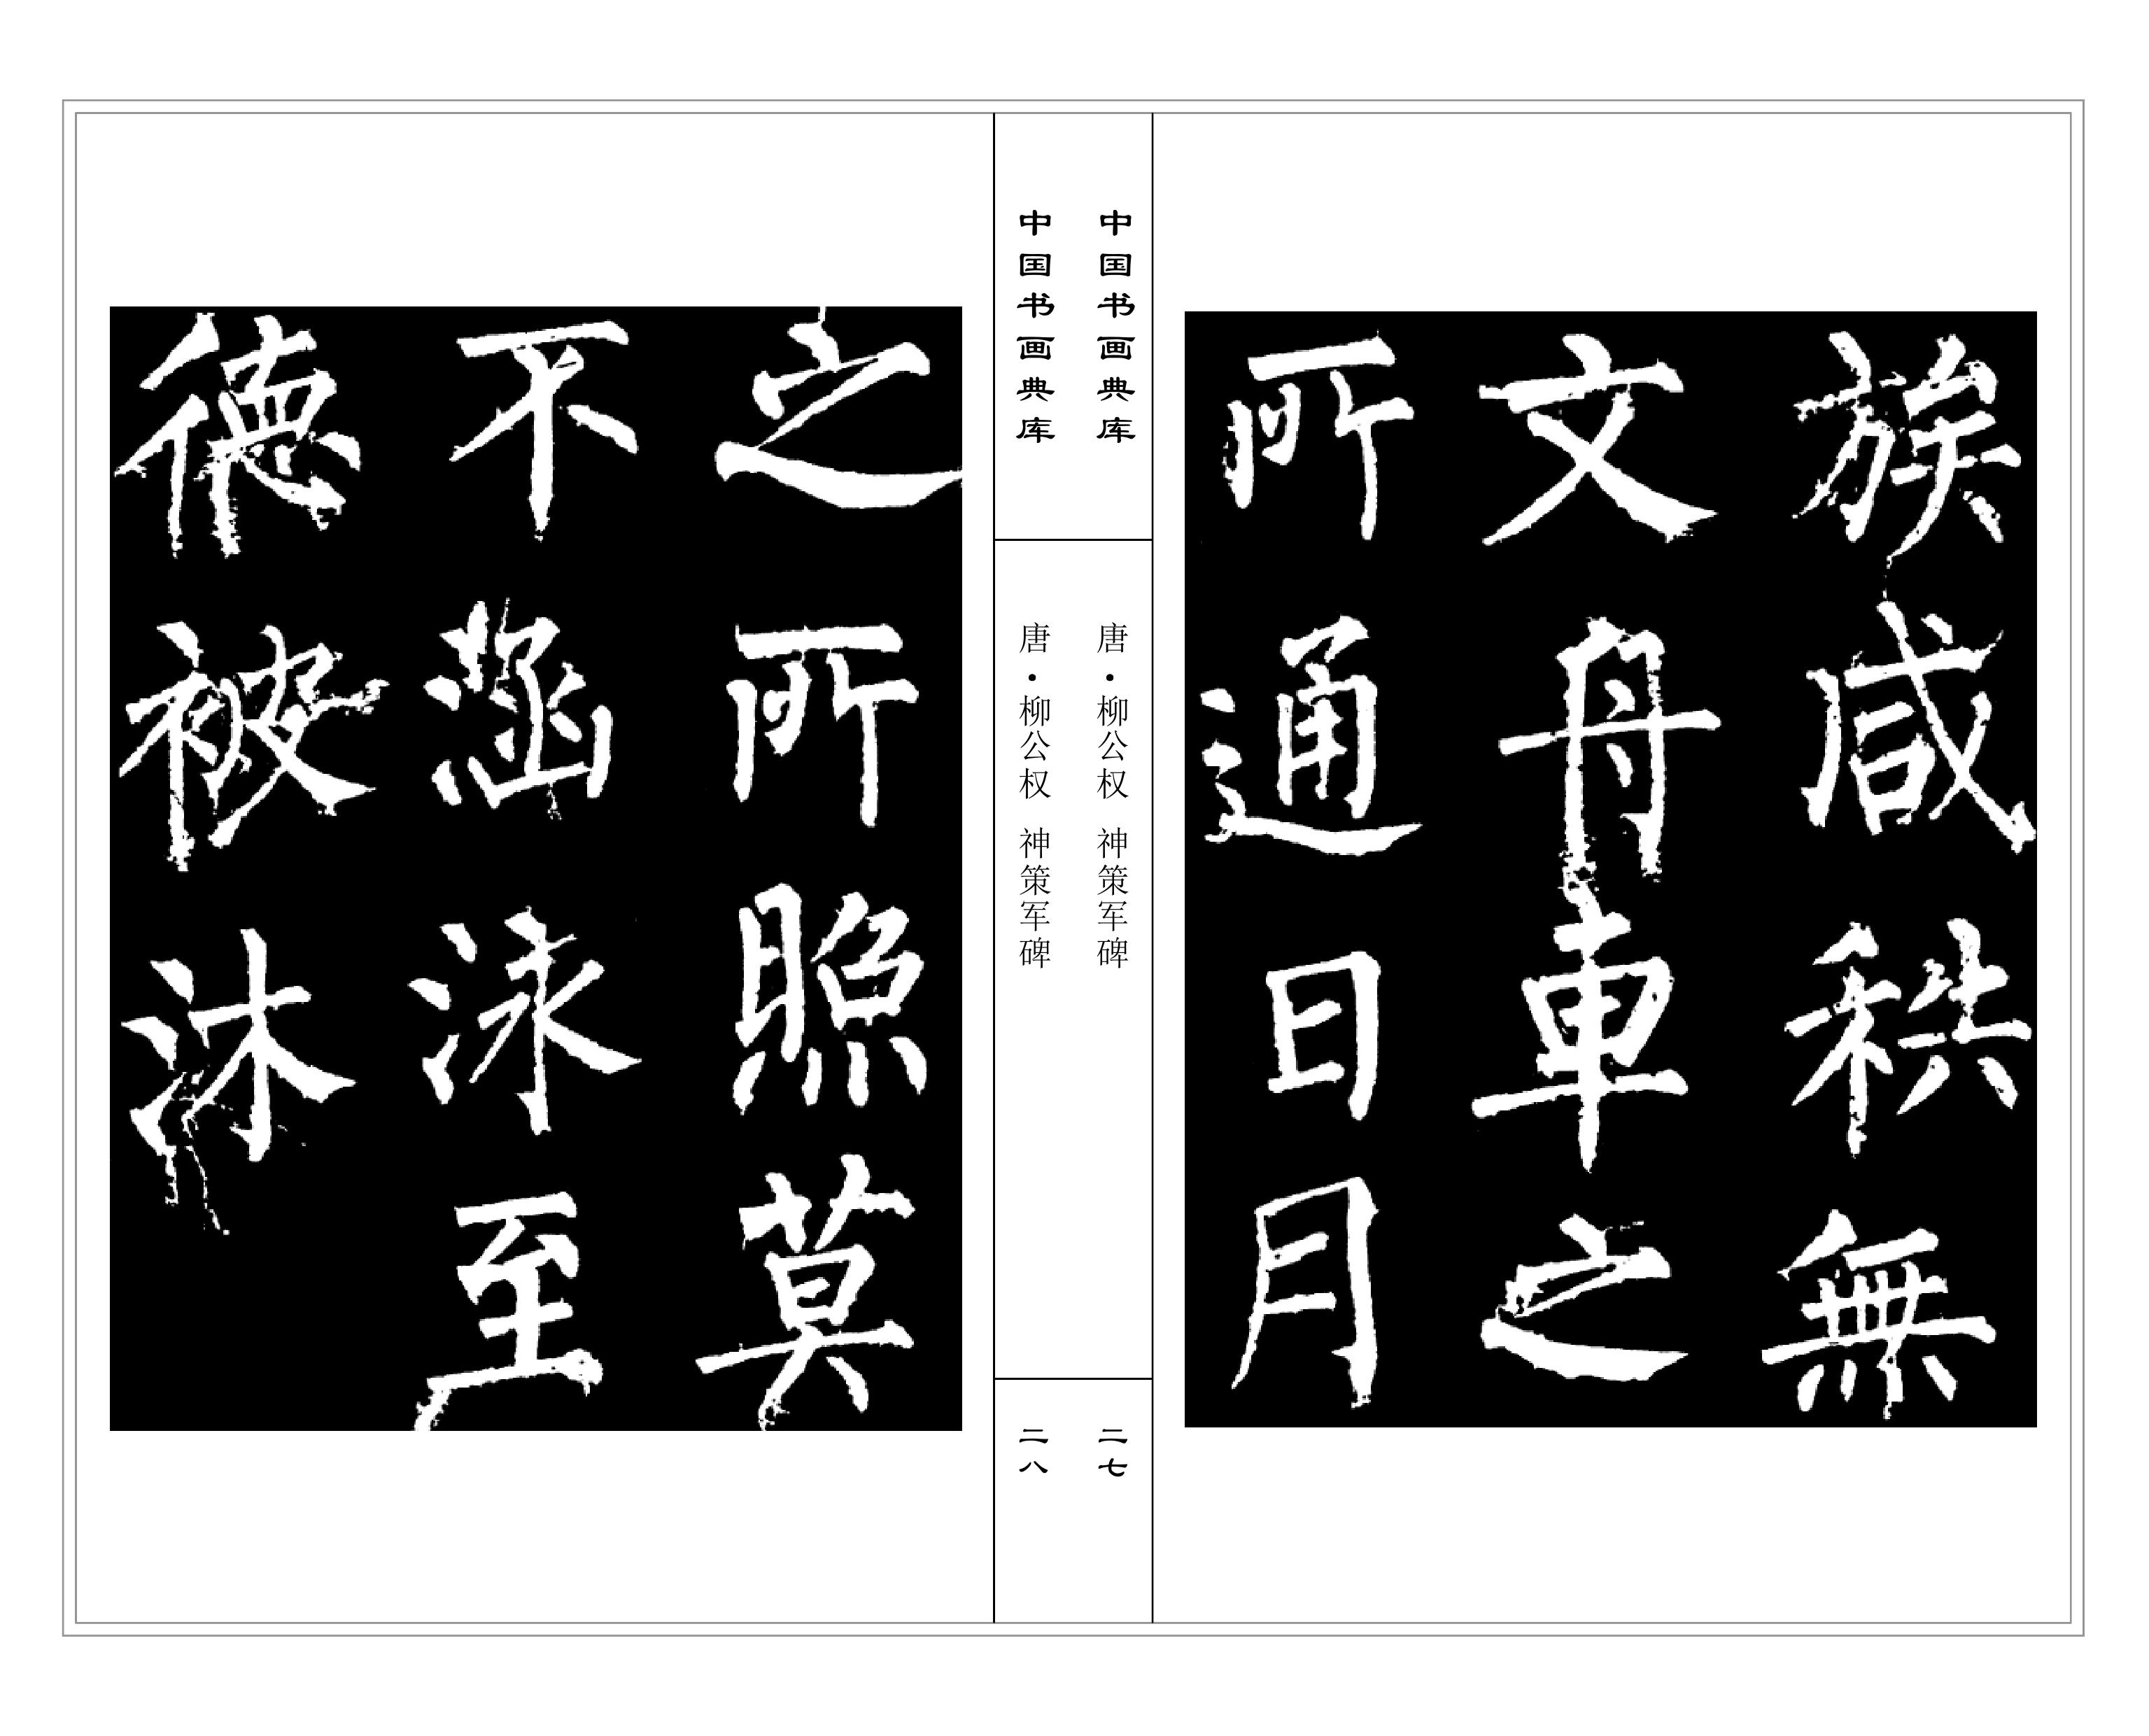 族咸秩無
文舟車之
所通日月
中国书画典库
唐·柳公权 神策军碑
二七
中国书画典库
唐·柳公权 神策军碑
二八
之所照莫
不涵泳至
德被沐